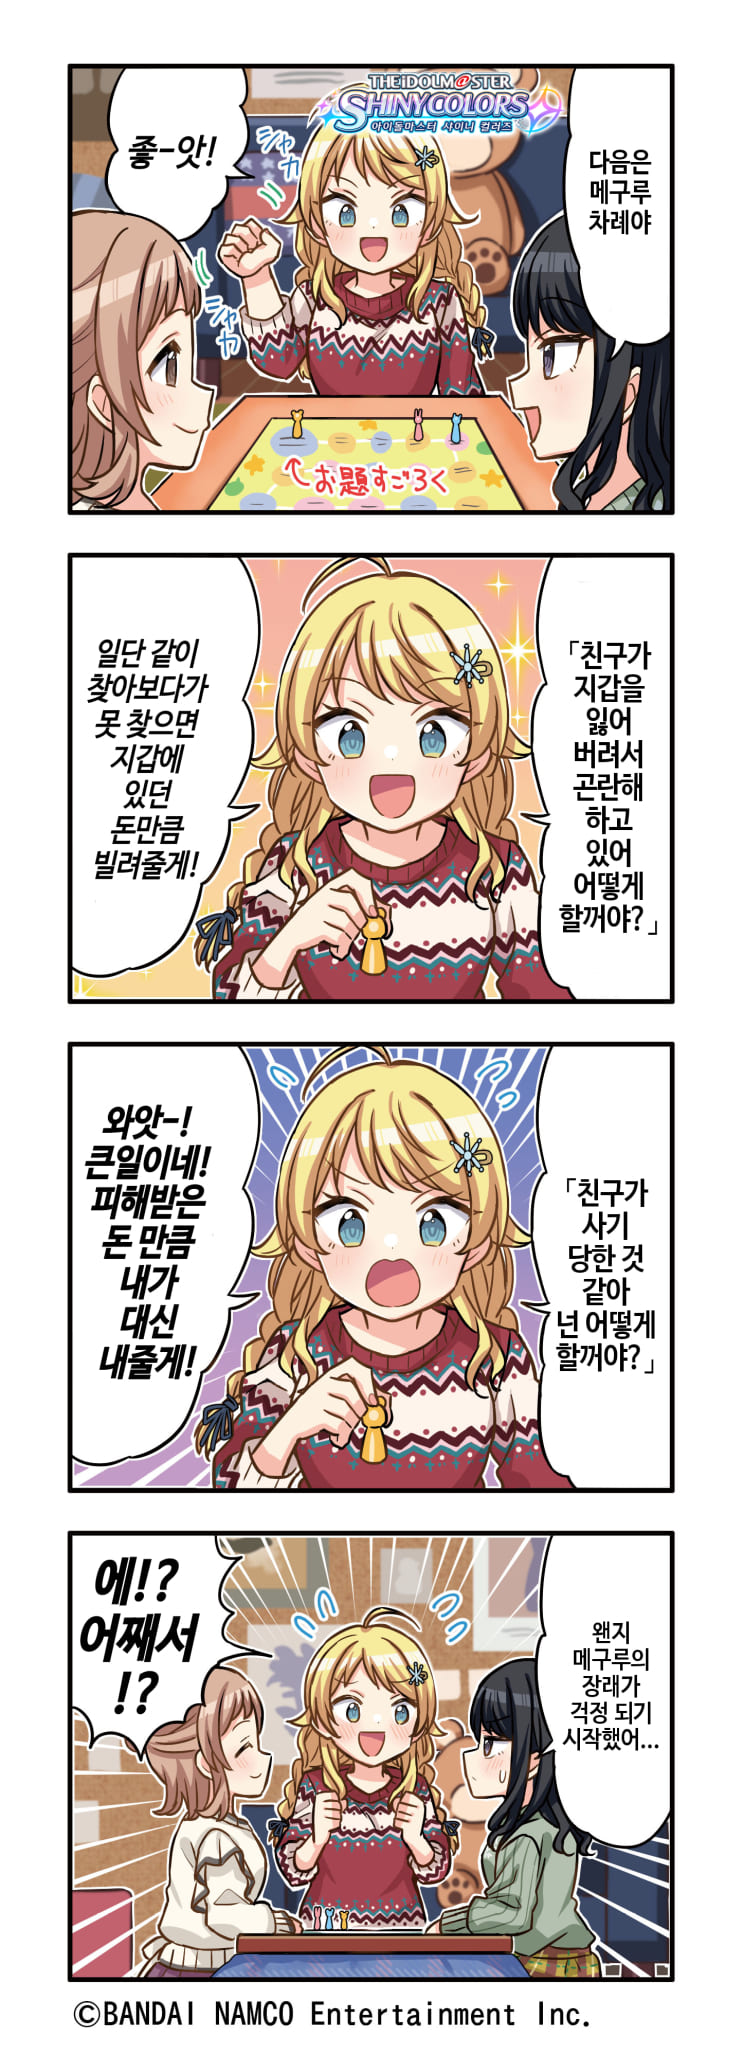 THE iDOLM@STER
SHINY COLORS
아이돌마스터 샤이니 컬러즈
다음은
메구루
차례야
좋-앗!
シャカ
シャカ
←お題すごろく
「친구가
지갑을
잃어
버려서
곤란해
하고
있어
어떻게
할꺼야?」
일단 같이
찾아보다가
못 찾으면
지갑에
있던
돈만큼
빌려줄게!
「친구가
사기
당한 것
같아
넌 어떻게
할꺼야?」
와앗-!
큰일이네!
피해받은
돈 만큼
내가
대신
내줄게!
왠지
메구루의
장래가
걱정 되기
시작했어...
에!?
어째서
!?
©BANDAI NAMCO Entertainment Inc.